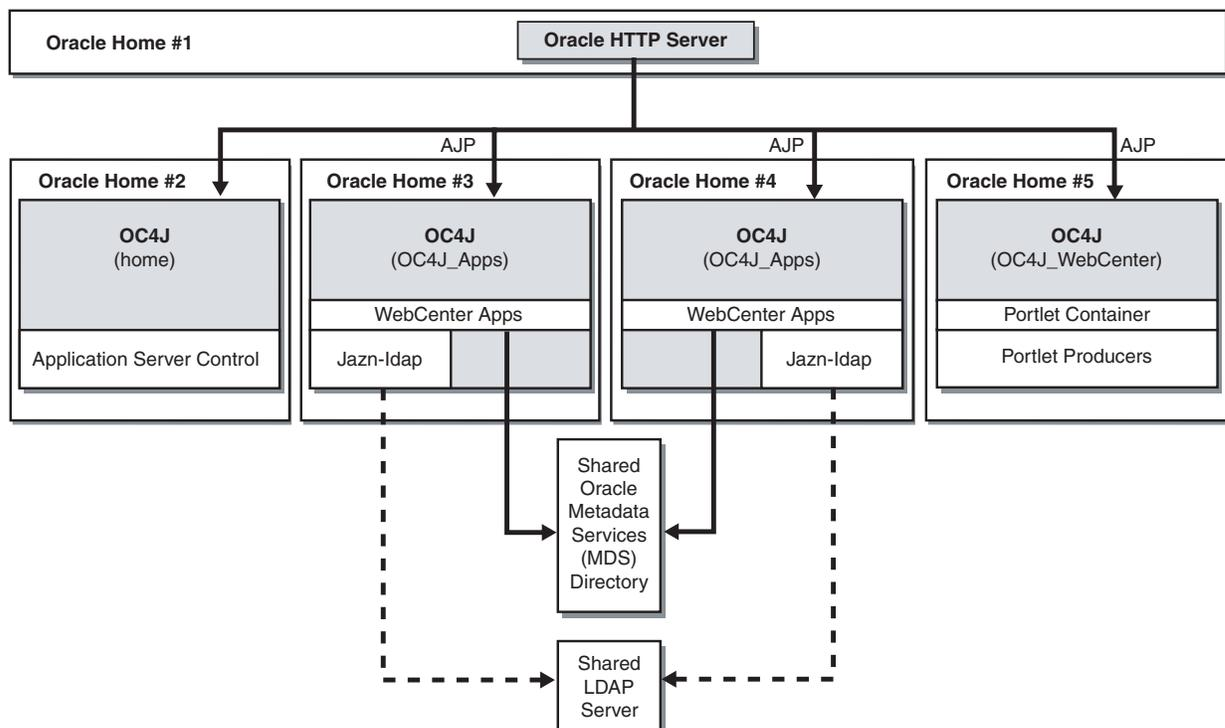 Oracle Home #1
Oracle HTTP Server
AJP
AJP
AJP
Oracle Home #2
OC4J
(home)
Application Server Control
Oracle Home #3
OC4J
(OC4J_Apps)
WebCenter Apps
Jazn-ldap
Oracle Home #4
OC4J
(OC4J_Apps)
WebCenter Apps
Jazn-ldap
Oracle Home #5
OC4J
(OC4J_WebCenter)
Portlet Container
Portlet Producers
Shared
Oracle
Metadata
Services
(MDS)
Directory
Shared
LDAP
Server